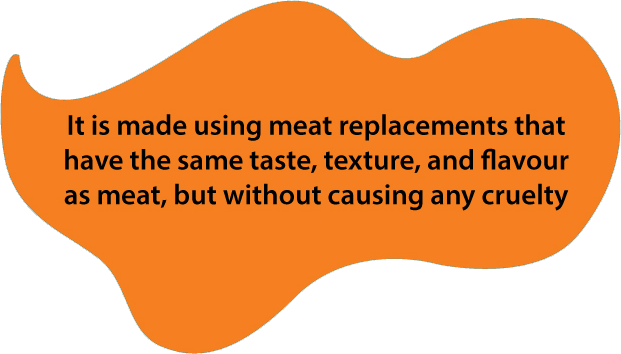 It is made using meat replacements that
have the same taste, texture, and flavour
as meat, but without causing any cruelty